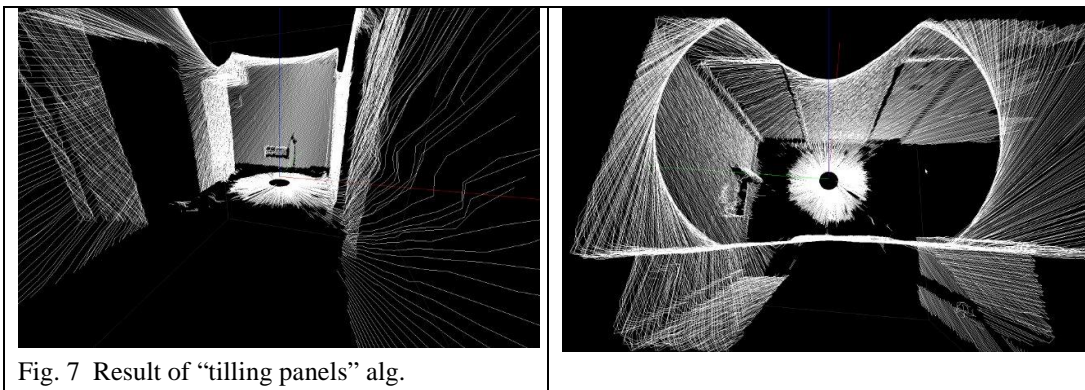 Fig. 7 Result of “tilling panels” alg.